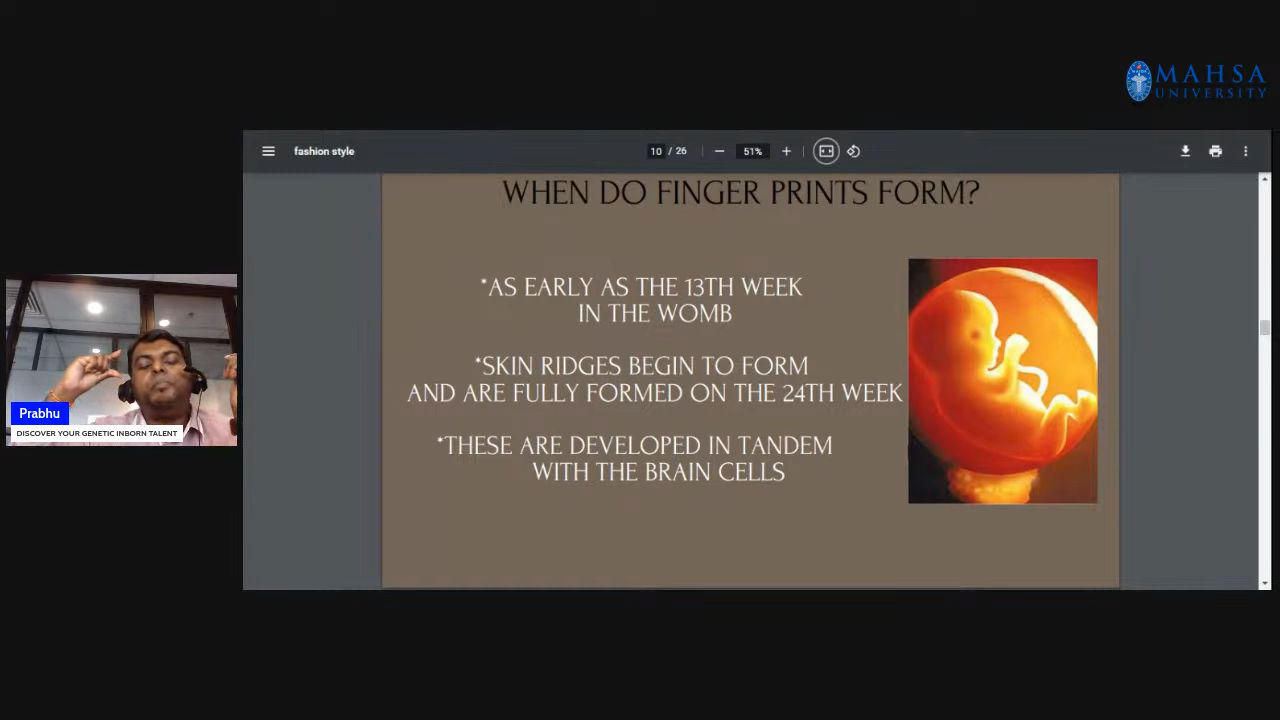 MAHSA
UNIVERSITY
fashion style
10 / 26
51%
WHEN DO FINGER PRINTS FORM?
*AS EARLY AS THE 13TH WEEK
IN THE WOMB
*SKIN RIDGES BEGIN TO FORM
AND ARE FULLY FORMED ON THE 24TH WEEK
*THESE ARE DEVELOPED IN TANDEM
WITH THE BRAIN CELLS
Prabhu
DISCOVER YOUR GENETIC INBORN TALENT